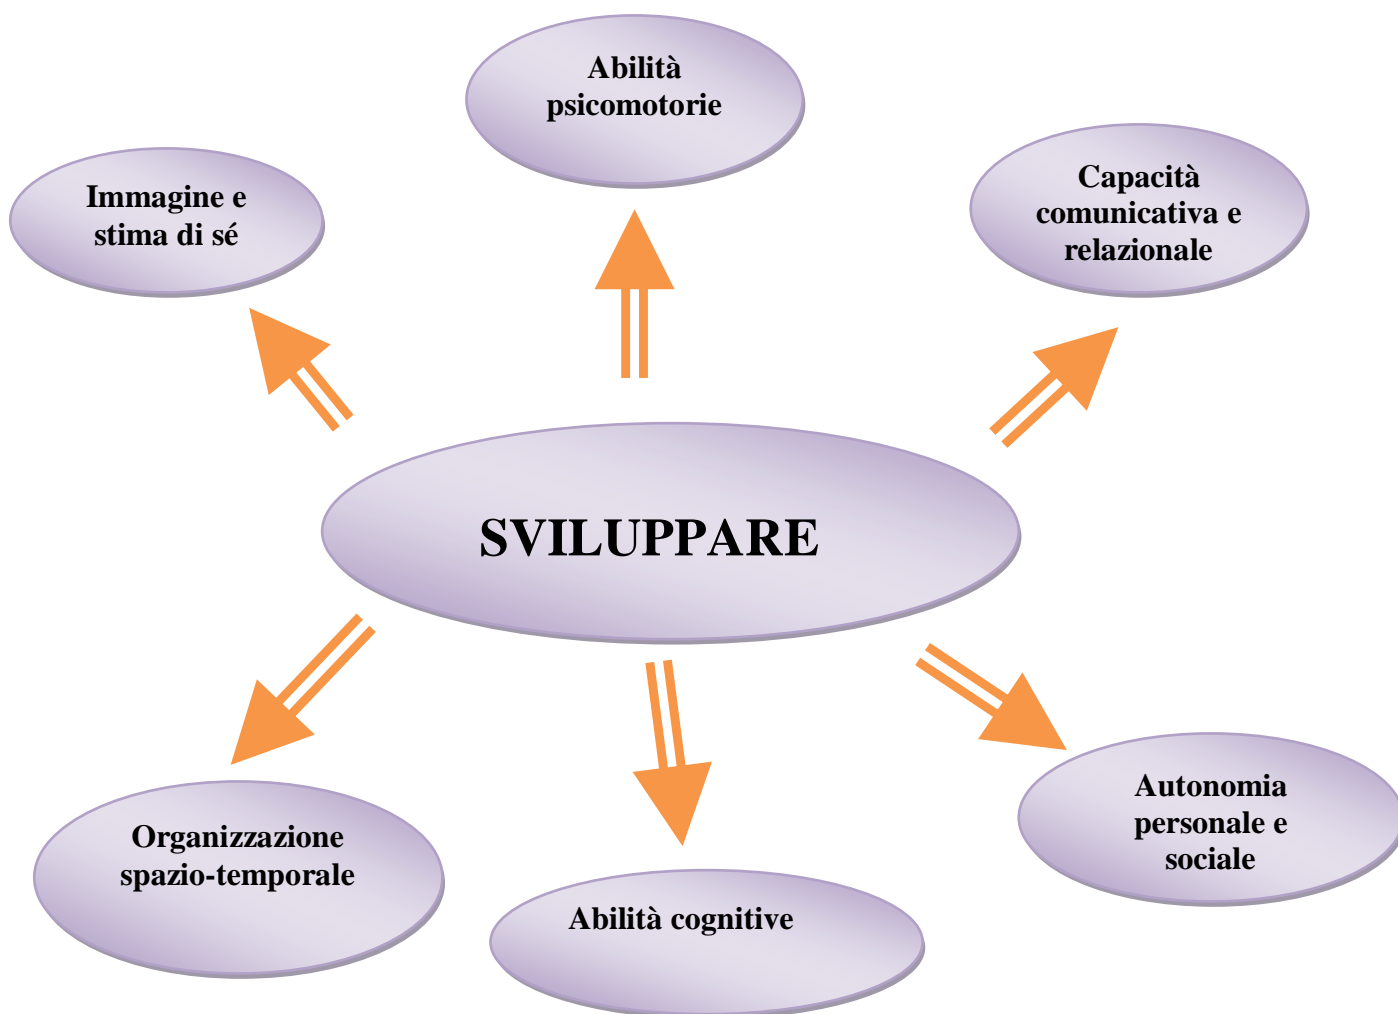 Abilità
psicomotorie
Immagine e
stima di sé
Capacità
comunicativa e
relazionale
SVILUPPARE
Organizzazione
spazio-temporale
Abilità cognitive
Autonomia
personale e
sociale